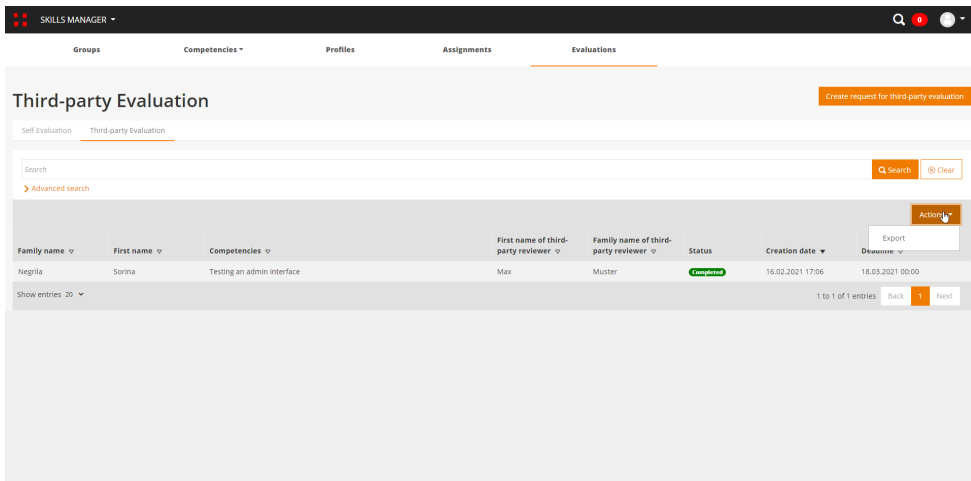 SKILLS MANAGER
0
Groups Competencies Profiles Assignments Evaluations
Third-party Evaluation
Create request for third-party evaluation
Self Evaluation Third-party Evaluation
Search Search Clear
Advanced search
Actions
Export
Family name First name Competencies First name of third-party reviewer Family name of third-party reviewer Status Creation date Deadline
Negrila Sorina Testing an admin interface Max Muster Completed 16.02.2021 17:06 18.03.2021 00:00
Show entries 20 1 to 1 of 1 entries Back 1 Next